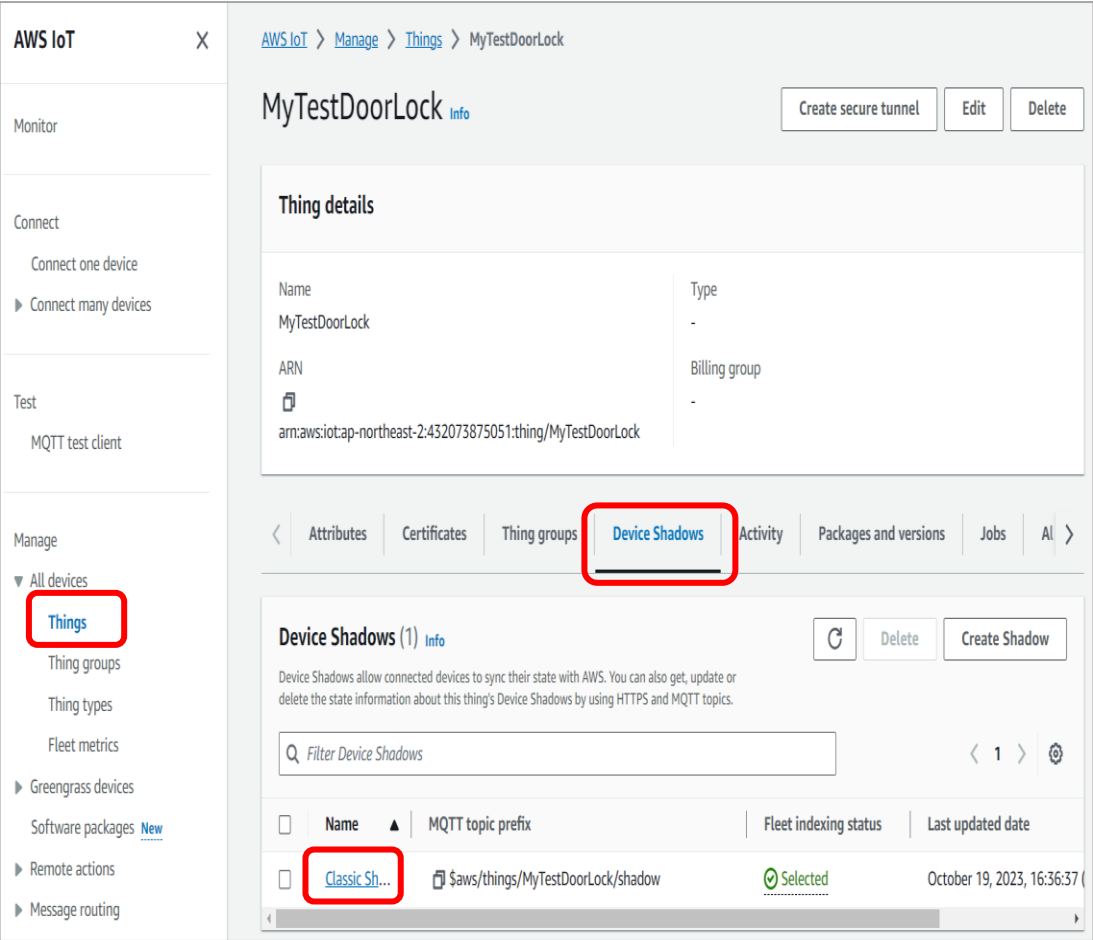 AWS IoT
X
Monitor
Connect
Connect one device
Connect many devices
Test
MQTT test client
Manage
All devices
Things
Thing groups
Thing types
Fleet metrics
Greengrass devices
Software packages New
Remote actions
Message routing
AWS IoT > Manage > Things > MyTestDoorLock
MyTestDoorLock Info
Create secure tunnel
Edit
Delete
Thing details
Name
MyTestDoorLock
ARN
arn:aws:iot:ap-northeast-2:432073875051:thing/MyTestDoorLock
Type
-
Billing group
-
Attributes
Certificates
Thing groups
Device Shadows
Activity
Packages and versions
Jobs
Al
Device Shadows (1) Info
Delete
Create Shadow
Device Shadows allow connected devices to sync their state with AWS. You can also get, update or
delete the state information about this thing's Device Shadows by using HTTPS and MQTT topics.
Filter Device Shadows
1
Name
MQTT topic prefix
Fleet indexing status
Last updated date
Classic Sh...
$aws/things/MyTestDoorLock/shadow
Selected
October 19, 2023, 16:36:37 (